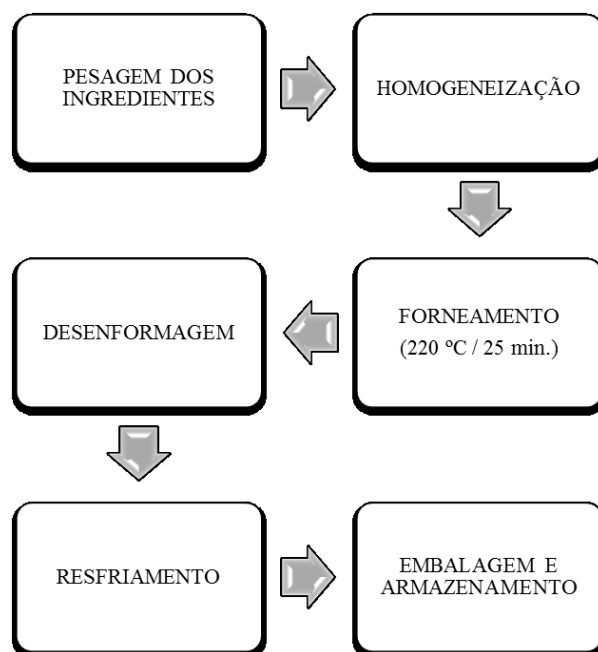 PESAGEM DOS
INGREDIENTES
HOMOGENEIZAÇÃO
FORNEAMENTO
(220 ºC / 25 min.)
DESENFORMAGEM
RESFRIAMENTO
EMBALAGEM E
ARMAZENAMENTO